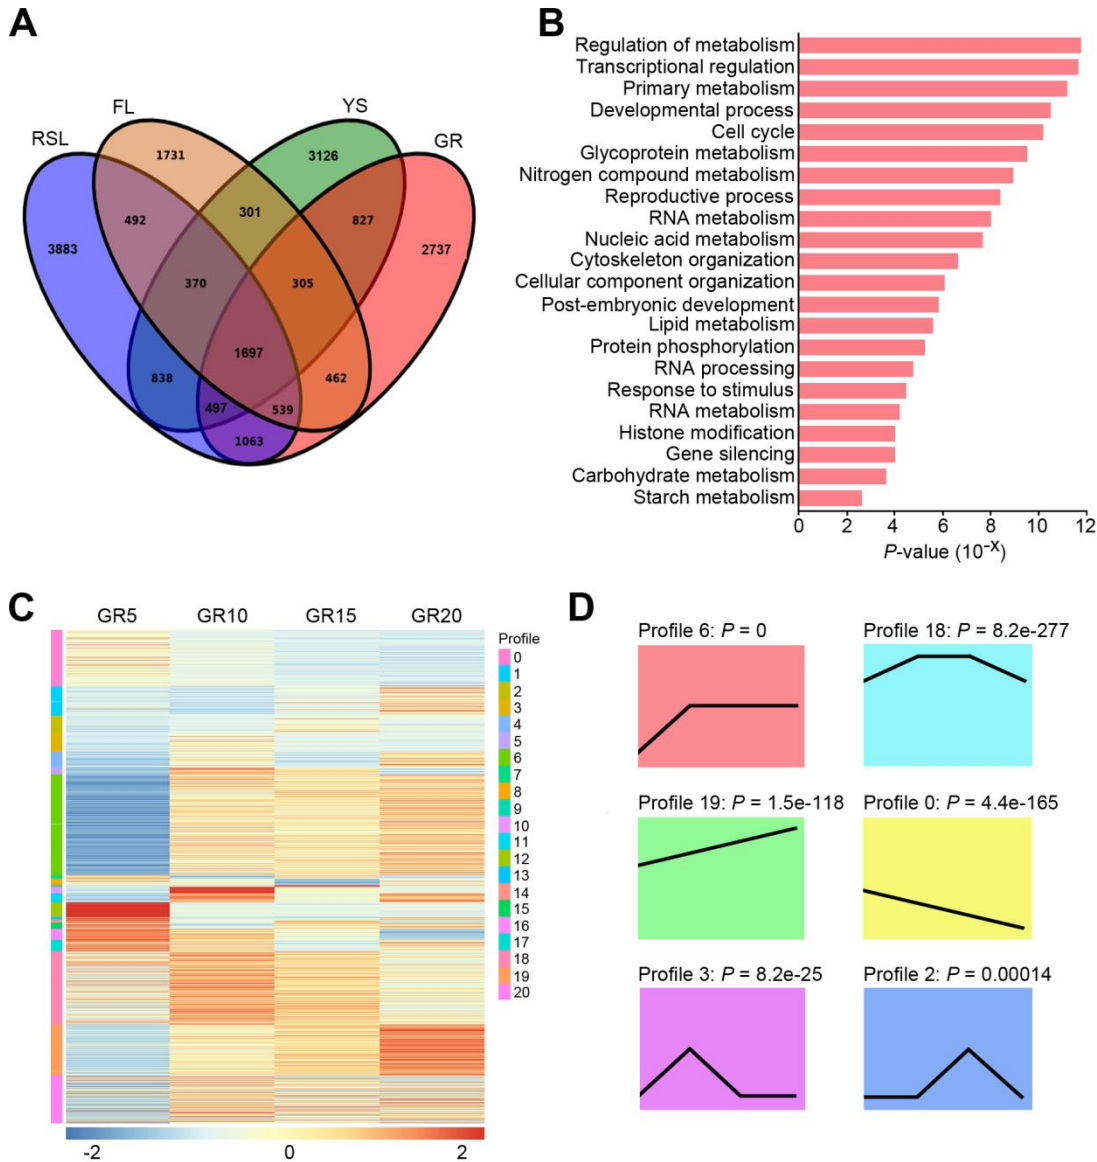 A
B
FL
YS
RSL
GR
1731
3126
492
301
827
3883
2737
370
305
1697
838
462
497
539
1063
Regulation of metabolism
Transcriptional regulation
Primary metabolism
Developmental process
Cell cycle
Glycoprotein metabolism
Nitrogen compound metabolism
Reproductive process
RNA metabolism
Nucleic acid metabolism
Cytoskeleton organization
Cellular component organization
Post-embryonic development
Lipid metabolism
Protein phosphorylation
RNA processing
Response to stimulus
RNA metabolism
Histone modification
Gene silencing
Carbohydrate metabolism
Starch metabolism
0 2 4 6 8 10 12
P-value (10-X)
C
GR5 GR10 GR15 GR20
Profile
0
1
2
3
4
5
6
7
8
9
10
11
12
13
14
15
16
17
18
19
20
-2 0 2
D
Profile 6: P = 0
Profile 18: P = 8.2e-277
Profile 19: P = 1.5e-118
Profile 0: P = 4.4e-165
Profile 3: P = 8.2e-25
Profile 2: P = 0.00014